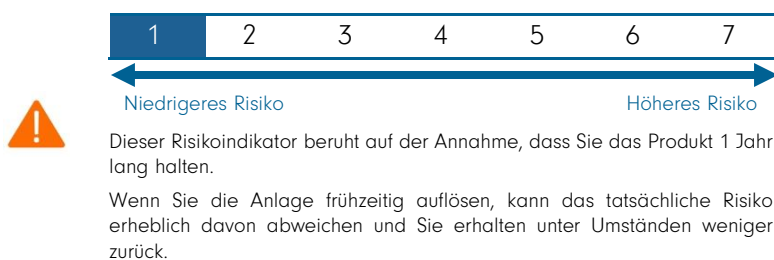 1 2 3 4 5 6 7
Niedrigeres Risiko Höheres Risiko
Dieser Risikoindikator beruht auf der Annahme, dass Sie das Produkt 1 Jahr
lang halten.
Wenn Sie die Anlage frühzeitig auflösen, kann das tatsächliche Risiko
erheblich davon abweichen und Sie erhalten unter Umständen weniger
zurück.